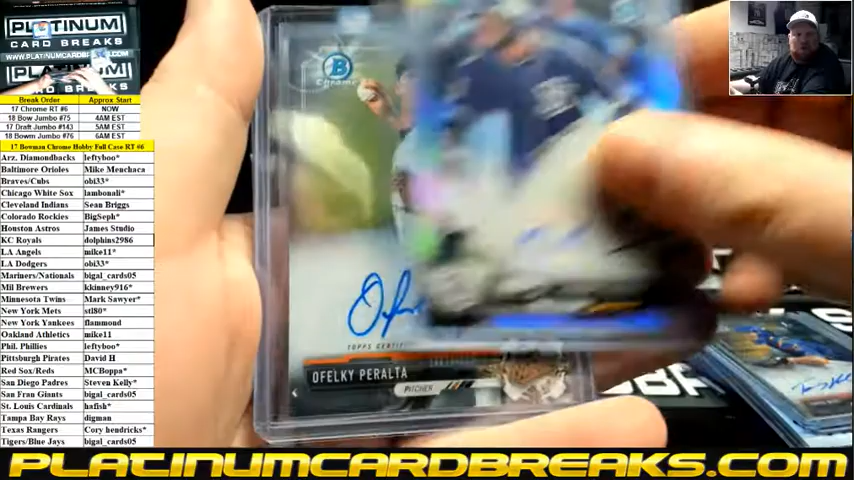 PLATINUM
CARD BREAKS
PLATINUM
Break Order Approx Start
17 Chrome RT #6 NOW
18 Bow Jumbo #75 4AM EST
17 Draft Jumbo #143 5AM EST
18 Bowm Jumbo #76 6AM EST
17 Bowman Chrome Hobby Full Case RT #6
Arz. Diamondbacks leftyboo*
Baltimore Orioles Mike Menchaca
Braves/Cubs obi33*
Chicago White Sox lambonali*
Cleveland Indians Sean Briggs
Colorado Rockies BigSeph*
Houston Astros James Studio
KC Royals dolphins2986
LA Angels mike11*
LA Dodgers obi33*
Mariners/Nationals bigal_cards05
Mil Brewers kkinney916*
Minnesota Twins Mark Sawyer*
New York Mets stl80*
New York Yankees flammond
Oakland Athletics mike11
Phil. Phillies leftyboo*
Pittsburgh Pirates David H
Red Sox/Reds MCBoppa*
San Diego Padres Steven Kelly*
San Fran Giants bigal_cards05
St. Louis Cardinals hafish*
Tampa Bay Rays digman
Texas Rangers Cory hendricks*
Tigers/Blue Jays bigal_cards05
B
Chrome
TOPPS CERTIFI
OFELKY PERALTA
PITCHER
PLATINUMCARDBREAKS.COM